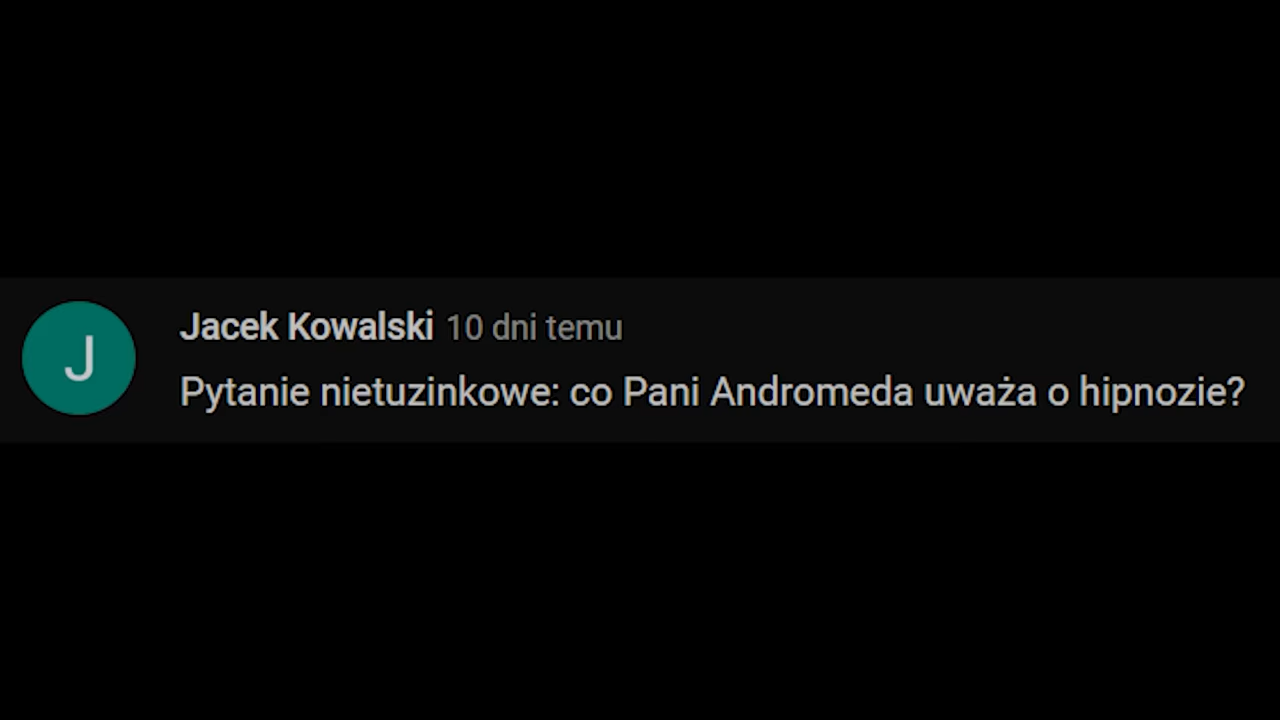 J
Jacek Kowalski 10 dni temu
Pytanie nietuzinkowe: co Pani Andromeda uważa o hipnozie?